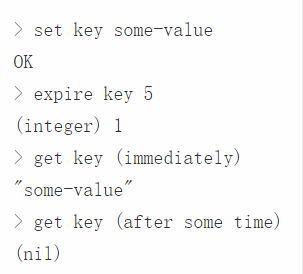 > set key some-value
OK
> expire key 5
(integer) 1
> get key (immediately)
"some-value"
> get key (after some time)
(nil)